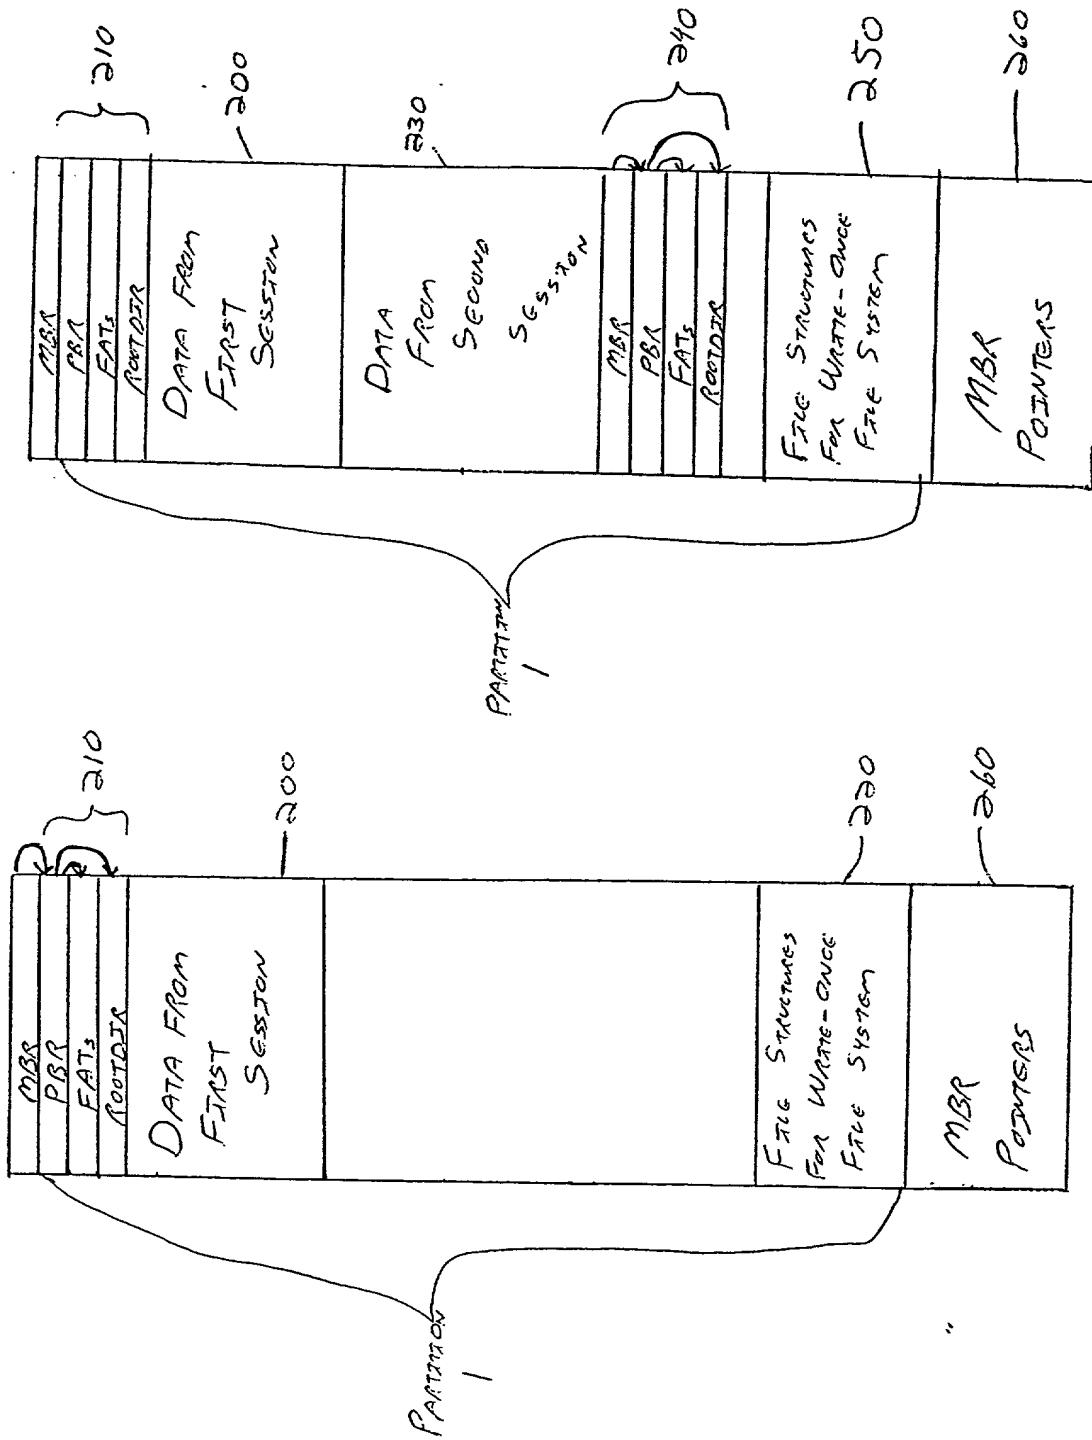 MBR
PBR
FATs
ROOTDIR
DATA FROM
FIRST
SESSION
FILE STRUCTURES
FOR WRITE-ONCE
FILE SYSTEM
MBR
POINTERS
PARTITION
1
210
200
220
260
MBR
PBR
FATs
ROOTDIR
DATA FROM
FIRST
SESSION
DATA
FROM
SECOND
SESSION
MBR
PBR
FATs
ROOTDIR
FILE STRUCTURES
FOR WRITE-ONCE
FILE SYSTEM
MBR
POINTERS
PARTITION
1
210
200
230
240
250
260